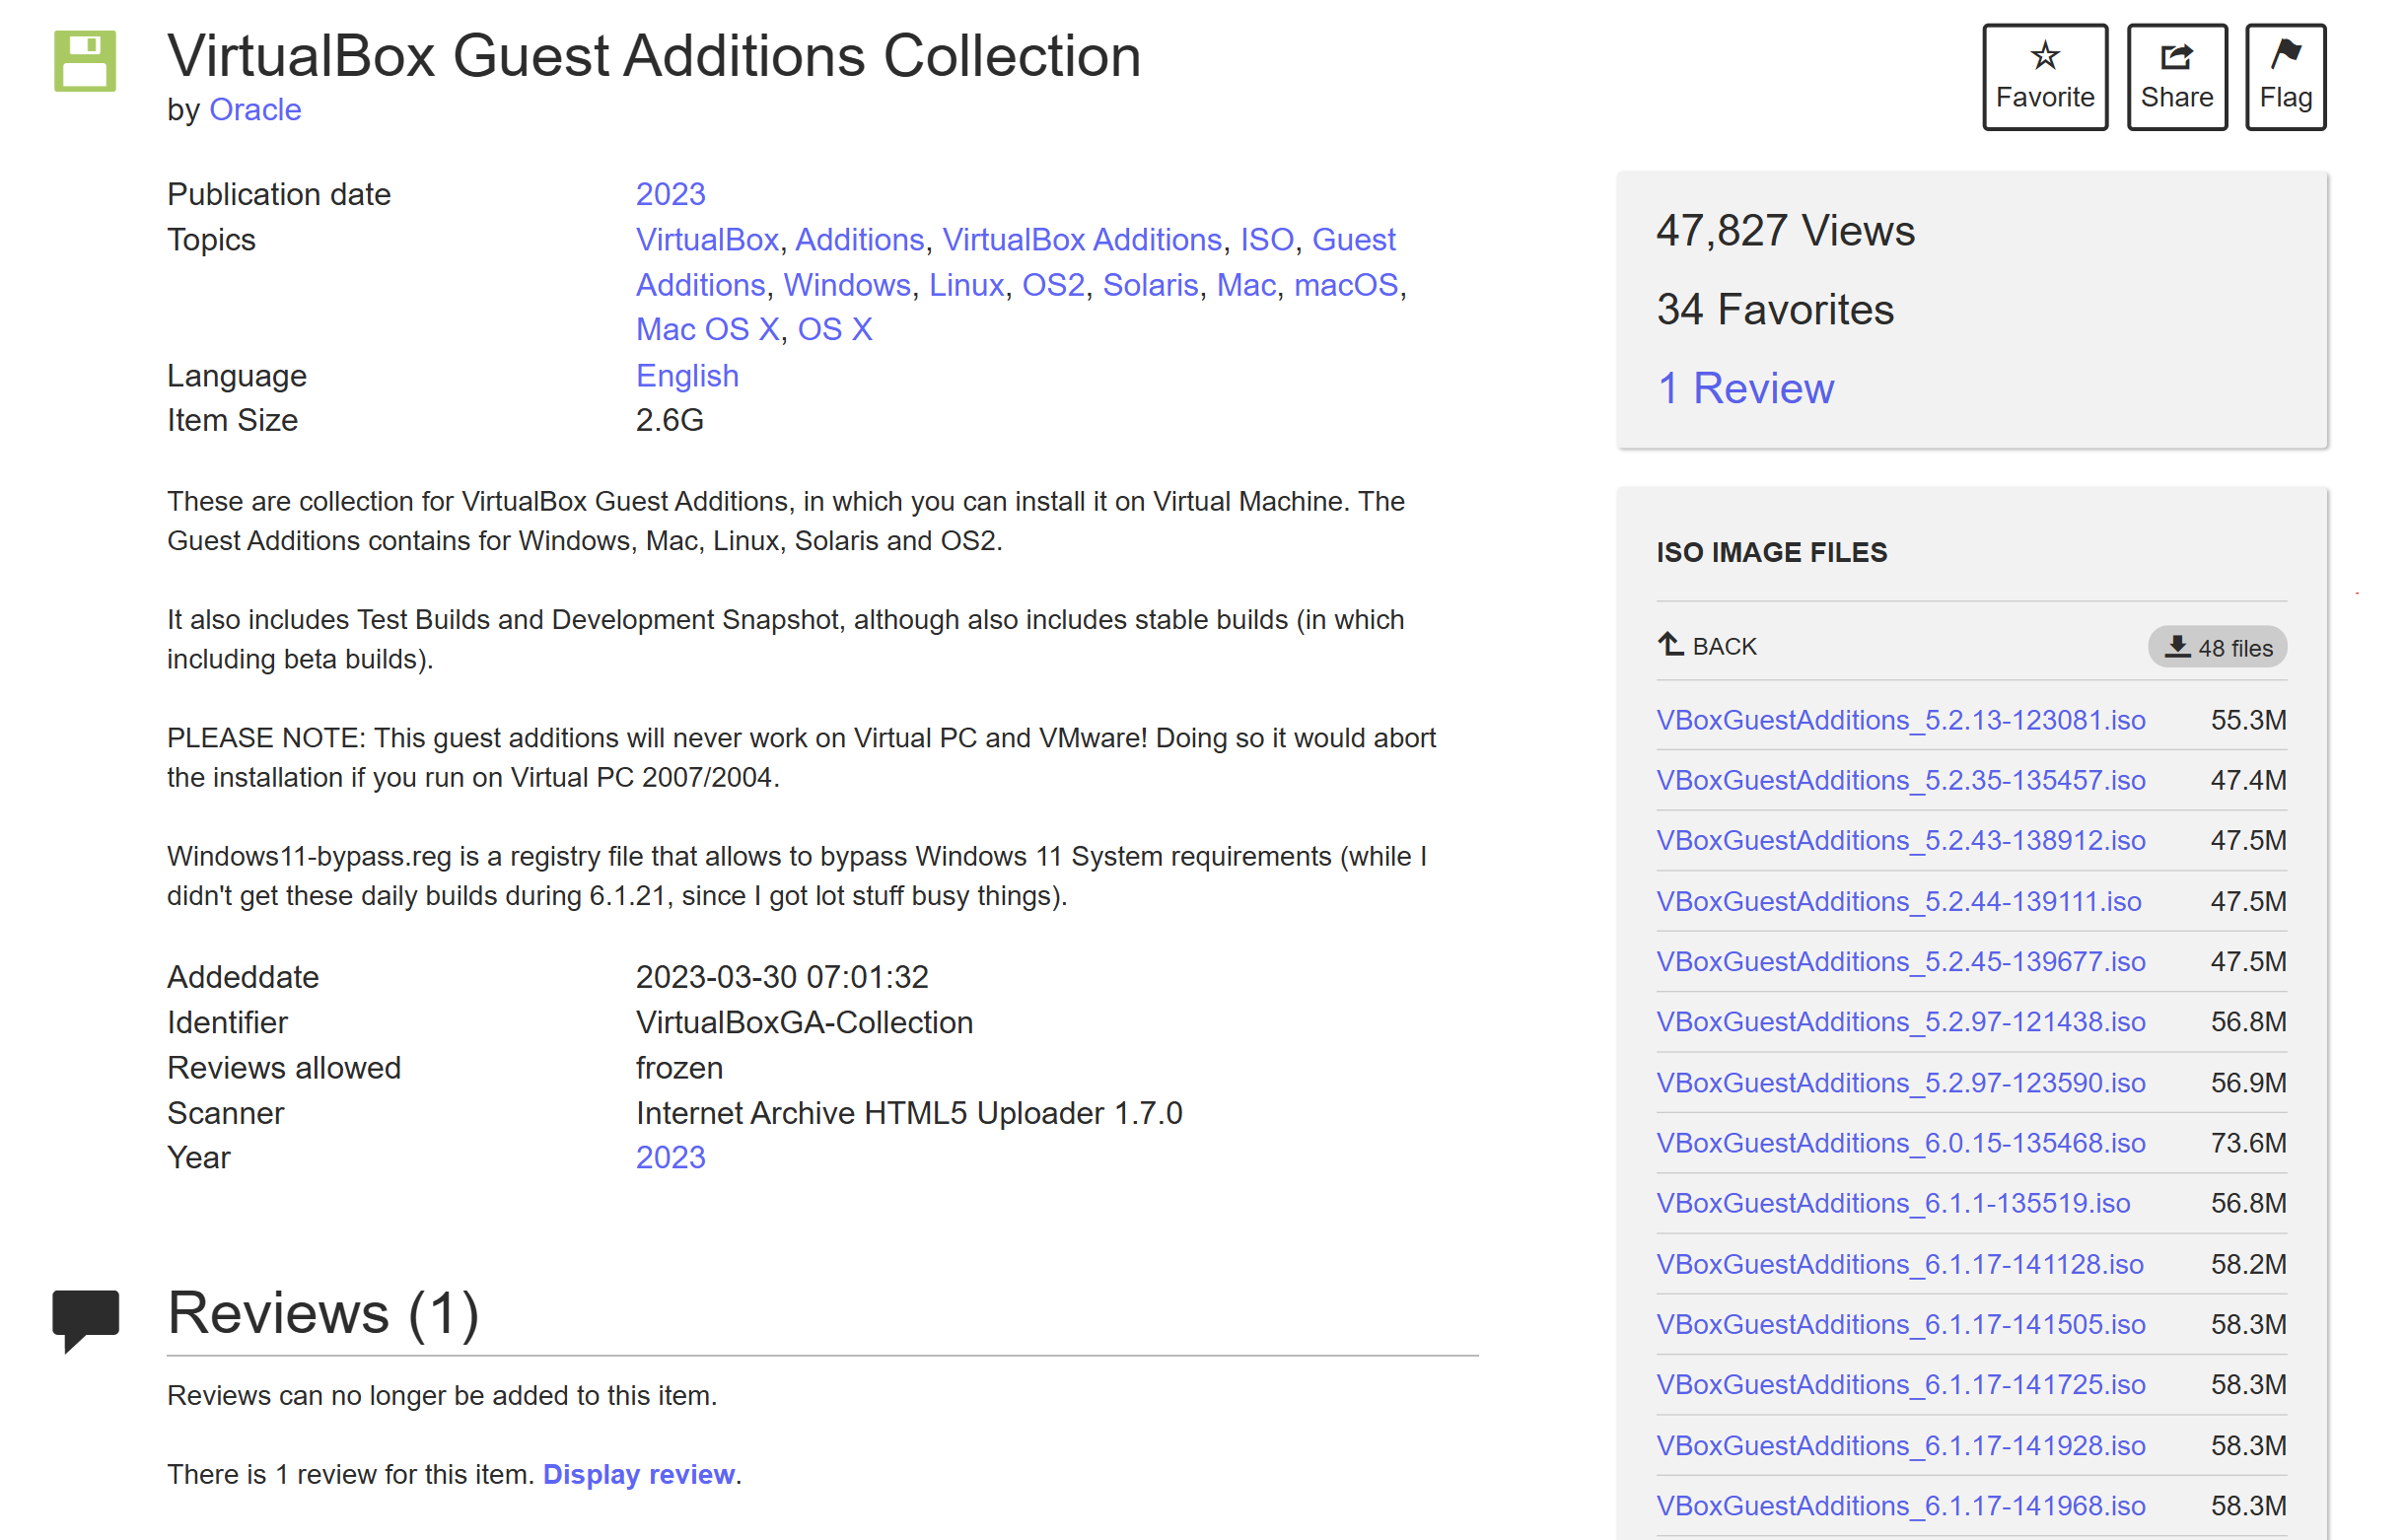 VirtualBox Guest Additions Collection
by Oracle
Favorite
Share
Flag
Publication date 2023
Topics VirtualBox, Additions, VirtualBox Additions, ISO, Guest
Additions, Windows, Linux, OS2, Solaris, Mac, macOS,
Mac OS X, OS X
Language English
Item Size 2.6G
These are collection for VirtualBox Guest Additions, in which you can install it on Virtual Machine. The
Guest Additions contains for Windows, Mac, Linux, Solaris and OS2.
It also includes Test Builds and Development Snapshot, although also includes stable builds (in which
including beta builds).
PLEASE NOTE: This guest additions will never work on Virtual PC and VMware! Doing so it would abort
the installation if you run on Virtual PC 2007/2004.
Windows11-bypass.reg is a registry file that allows to bypass Windows 11 System requirements (while I
didn't get these daily builds during 6.1.21, since I got lot stuff busy things).
Addeddate 2023-03-30 07:01:32
Identifier VirtualBoxGA-Collection
Reviews allowed frozen
Scanner Internet Archive HTML5 Uploader 1.7.0
Year 2023
Reviews (1)
Reviews can no longer be added to this item.
There is 1 review for this item. Display review.
47,827 Views
34 Favorites
1 Review
ISO IMAGE FILES
BACK 48 files
VBoxGuestAdditions_5.2.13-123081.iso 55.3M
VBoxGuestAdditions_5.2.35-135457.iso 47.4M
VBoxGuestAdditions_5.2.43-138912.iso 47.5M
VBoxGuestAdditions_5.2.44-139111.iso 47.5M
VBoxGuestAdditions_5.2.45-139677.iso 47.5M
VBoxGuestAdditions_5.2.97-121438.iso 56.8M
VBoxGuestAdditions_5.2.97-123590.iso 56.9M
VBoxGuestAdditions_6.0.15-135468.iso 73.6M
VBoxGuestAdditions_6.1.1-135519.iso 56.8M
VBoxGuestAdditions_6.1.17-141128.iso 58.2M
VBoxGuestAdditions_6.1.17-141505.iso 58.3M
VBoxGuestAdditions_6.1.17-141725.iso 58.3M
VBoxGuestAdditions_6.1.17-141928.iso 58.3M
VBoxGuestAdditions_6.1.17-141968.iso 58.3M